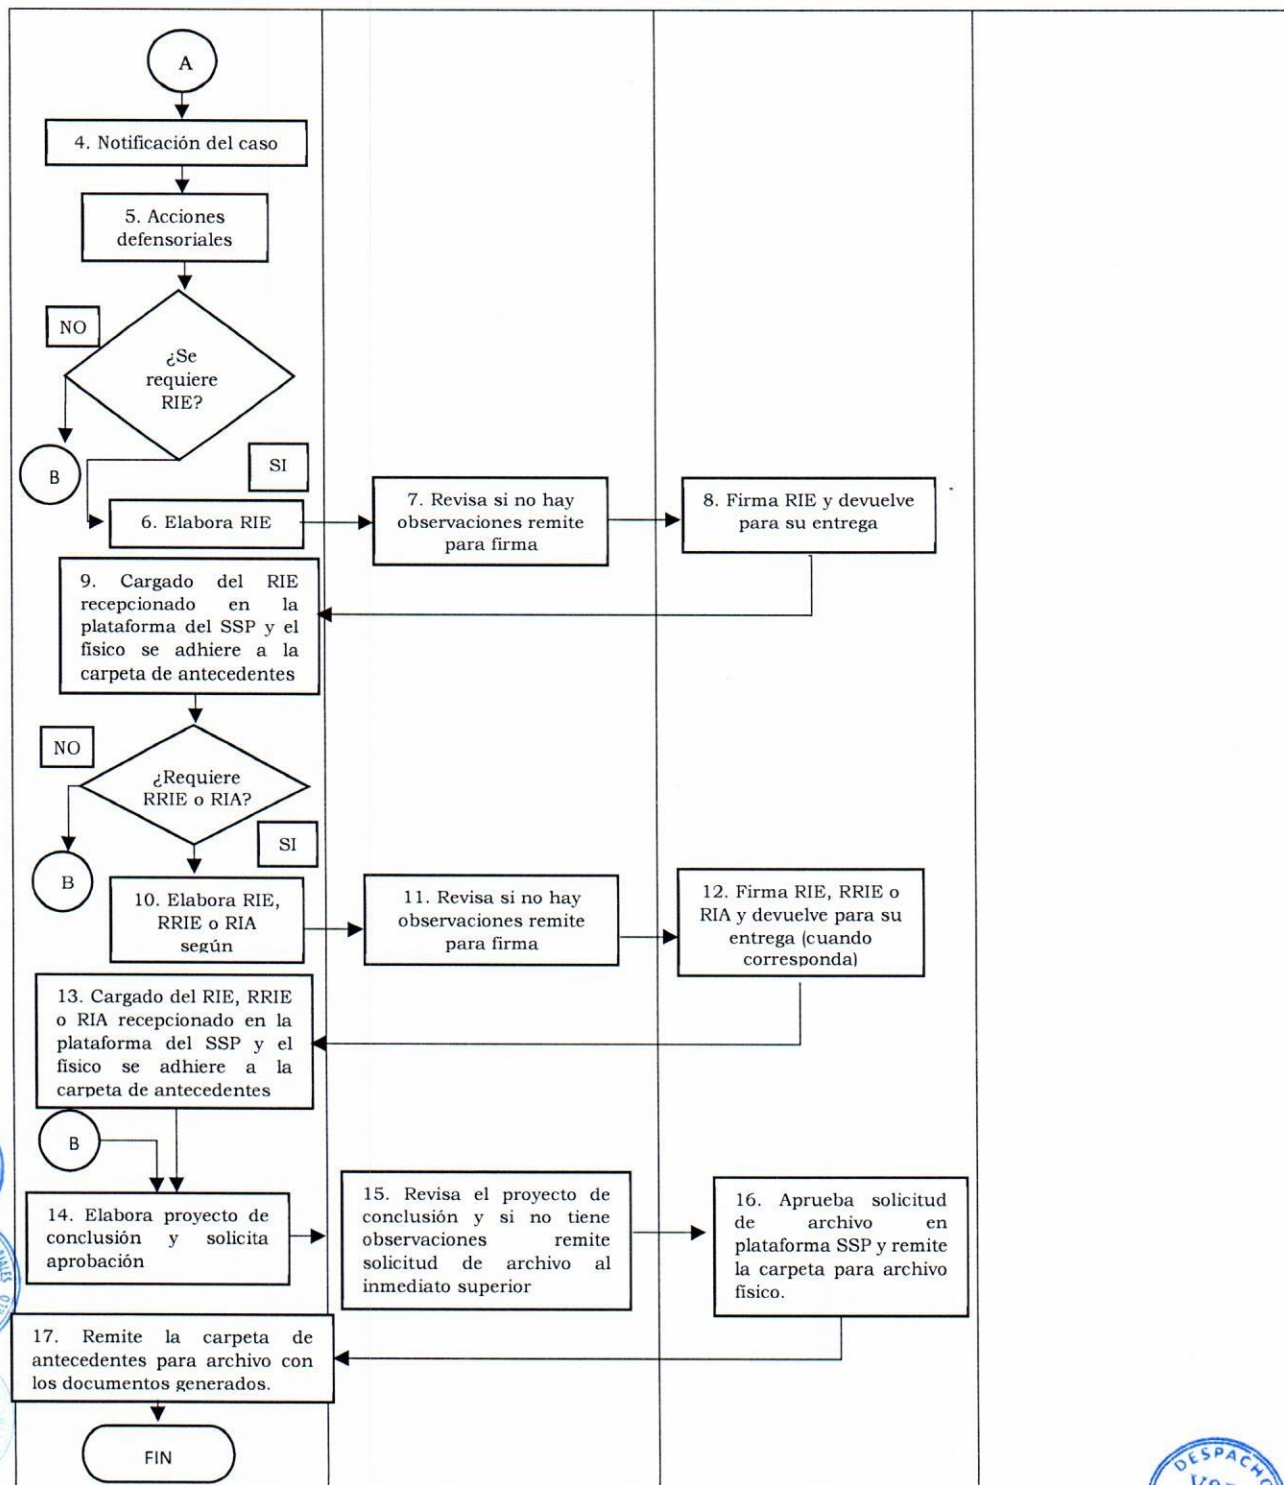 A
4. Notificación del caso
5. Acciones
defensoriales
NO
¿Se
requiere
RIE?
B
SI
6. Elabora RIE
7. Revisa si no hay
observaciones remite
para firma
8. Firma RIE y devuelve
para su entrega
9. Cargado del RIE
recepcionado en la
plataforma del SSP y el
físico se adhiere a la
carpeta de antecedentes
NO
¿Requiere
RRIE o RIA?
SI
B
10. Elabora RIE,
RRIE o RIA
según
11. Revisa si no hay
observaciones remite
para firma
12. Firma RIE, RRIE o
RIA y devuelve para su
entrega (cuando
corresponda)
13. Cargado del RIE, RRIE
o RIA recepcionado en la
plataforma del SSP y el
físico se adhiere a la
carpeta de antecedentes
B
14. Elabora proyecto de
conclusión y solicita
aprobación
15. Revisa el proyecto de
conclusión y si no tiene
observaciones remite
solicitud de archivo al
inmediato superior
16. Aprueba solicitud
de archivo en
plataforma SSP y remite
la carpeta para archivo
físico.
17. Remite la carpeta de
antecedentes para archivo con
los documentos generados.
FIN
DESPACHO